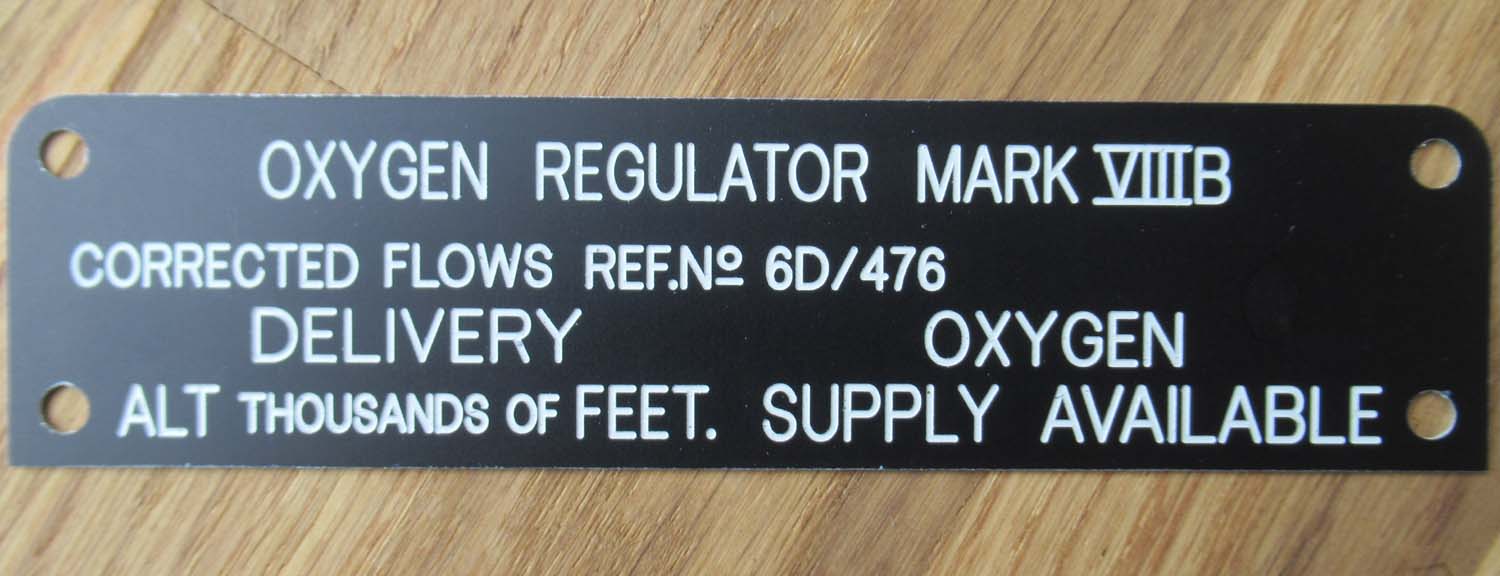 OXYGEN REGULATOR MARK VIIIB
CORRECTED FLOWS REF.Nº 6D/476
DELIVERY OXYGEN
ALT THOUSANDS OF FEET. SUPPLY AVAILABLE